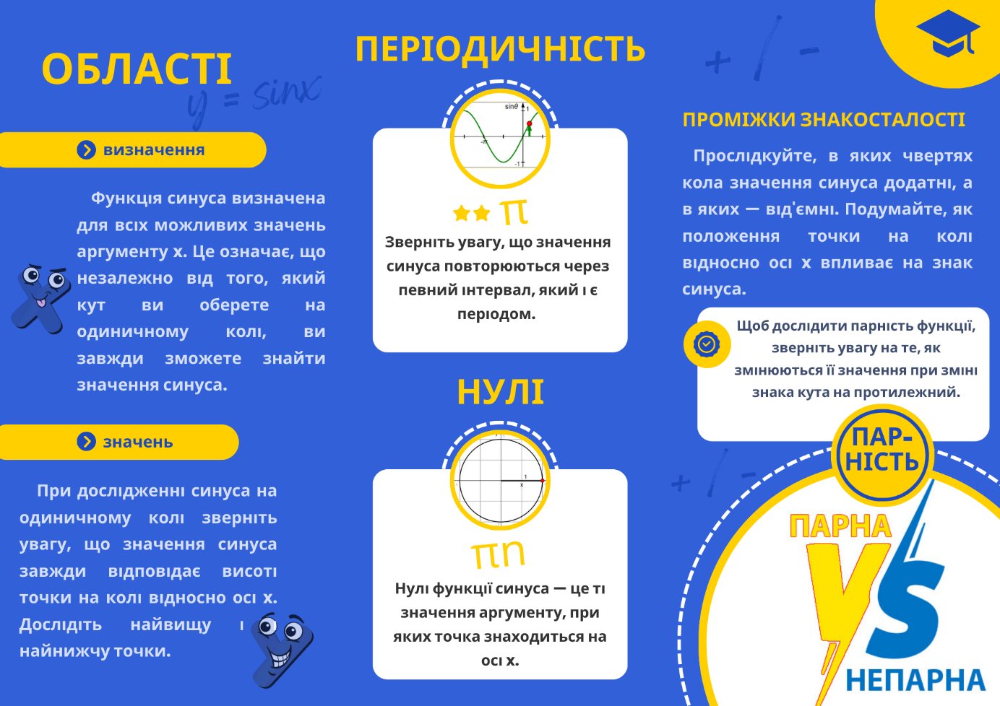 ОБЛАСТІ
y = sinx
визначення
Функція синуса визначена
для всіх можливих значень
аргументу x. Це означає, що
незалежно від того, який
кут ви оберете на
одиничному колі, ви
завжди зможете знайти
значення синуса.
значень
При дослідженні синуса на
одиничному колі зверніть
увагу, що значення синуса
завжди відповідає висоті
точки на колі відносно осі x.
Дослідіть найвищу і
найнижчу точки.
ПЕРІОДИЧНІСТЬ
sinθ
1
-π
-1
π
Зверніть увагу, що значення
синуса повторюються через
певний інтервал, який і є
періодом.
НУЛІ
1
x
πn
Нулі функції синуса — це ті
значення аргументу, при
яких точка знаходиться на
осі x.
+ / -
ПРОМІЖКИ ЗНАКОСТАЛОСТІ
Прослідкуйте, в яких чвертях
кола значення синуса додатні, а
в яких — від'ємні. Подумайте, як
положення точки на колі
відносно осі x впливає на знак
синуса.
Щоб дослідити парність функції,
зверніть увагу на те, як
змінюються її значення при зміні
знака кута на протилежний.
ПАР-
НІСТЬ
+ / -
ПАРНА
VS
НЕПАРНА